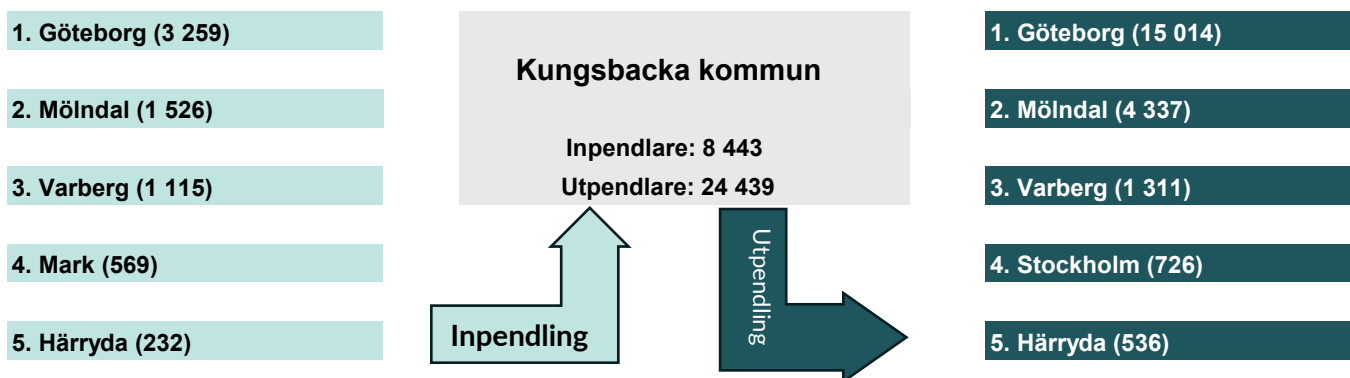 1. Göteborg (3 259)
2. Mölndal (1 526)
3. Varberg (1 115)
4. Mark (569)
5. Härryda (232)
Kungsbacka kommun
Inpendlare: 8 443
Utpendlare: 24 439
Inpendling
Utpendling
1. Göteborg (15 014)
2. Mölndal (4 337)
3. Varberg (1 311)
4. Stockholm (726)
5. Härryda (536)